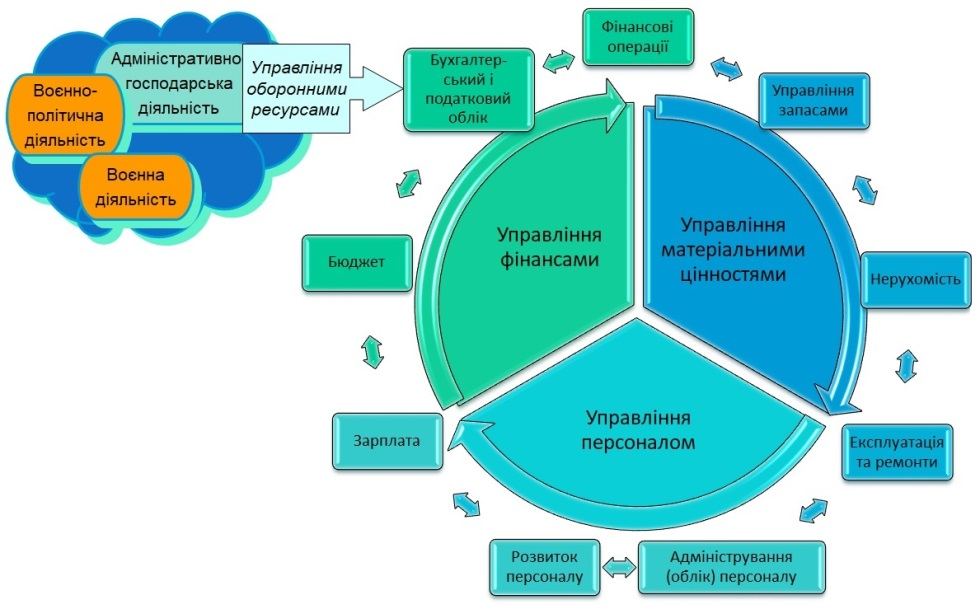 Адміністративно
господарська
діяльність
Воєнно-
політична
діяльність
Воєнна
діяльність
Управління
оборонними
ресурсами
Бухгалтер-
ський і
податковий
облік
Фінансові
операції
Управління
запасами
Нерухомість
Експлуатація
та ремонти
Адміністрування
(облік) персоналу
Розвиток
персоналу
Зарплата
Бюджет
Управління
фінансами
Управління
матеріальними
цінностями
Управління
персоналом